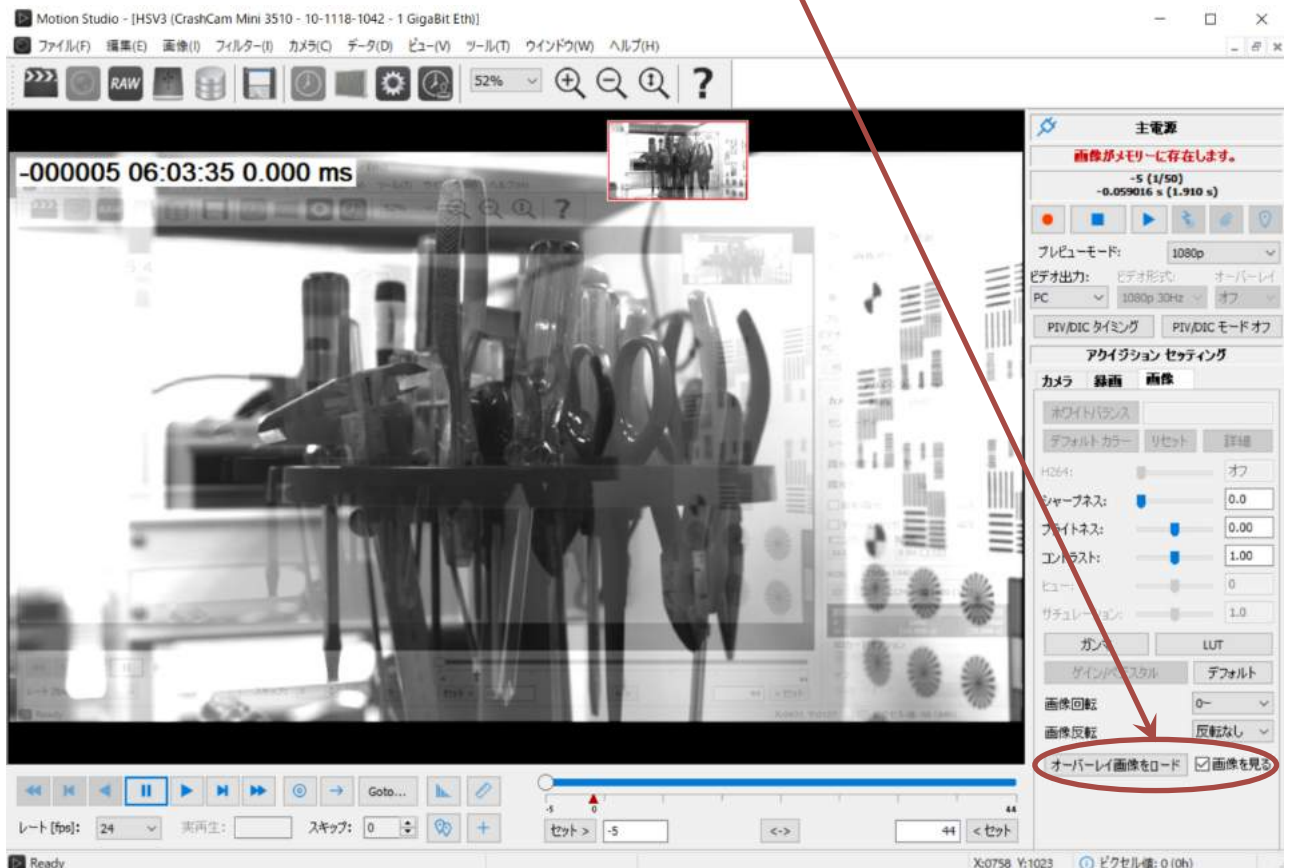 Motion Studio - [HSV3 (CrashCam Mini 3510 - 10-1118-1042 - 1 GigaBit Eth)]
ファイル(F) 編集(E) 画像(I) フィルター(I) カメラ(C) データ(D) ビュー(V) ツール(T) ウインドウ(W) ヘルプ(H)
RAW 52% ?
主電源
画像がメモリーに存在します。
-5 (1/50)
-0.059016 s (1.910 s)
-000005 06:03:35 0.000 ms
プレビューモード: 1080p
ビデオ出力: ビデオ形式: オーバーレイ
PC 1080p 30Hz オフ
PIV/DIC タイミング PIV/DIC モード オフ
アクイジション セッティング
カメラ 録画 画像
ホワイトバランス
デフォルト カラー リセット 詳細
H264: オフ
シャープネス: 0.0
ブライトネス: 0.00
コントラスト: 1.00
ヒュー: 0
サチュレーション: 1.0
ガンマ LUT
デフォルト
画像回転 0~
画像反転 反転なし
オーバーレイ画像をロード 画像を見る
Goto...
-5 0 44
レート [fps]: 24 実再生: スキップ: 0 セット > -5 <-> 44 < セット
Ready X:0758 Y:1023 ピクセル値: 0 (0h)